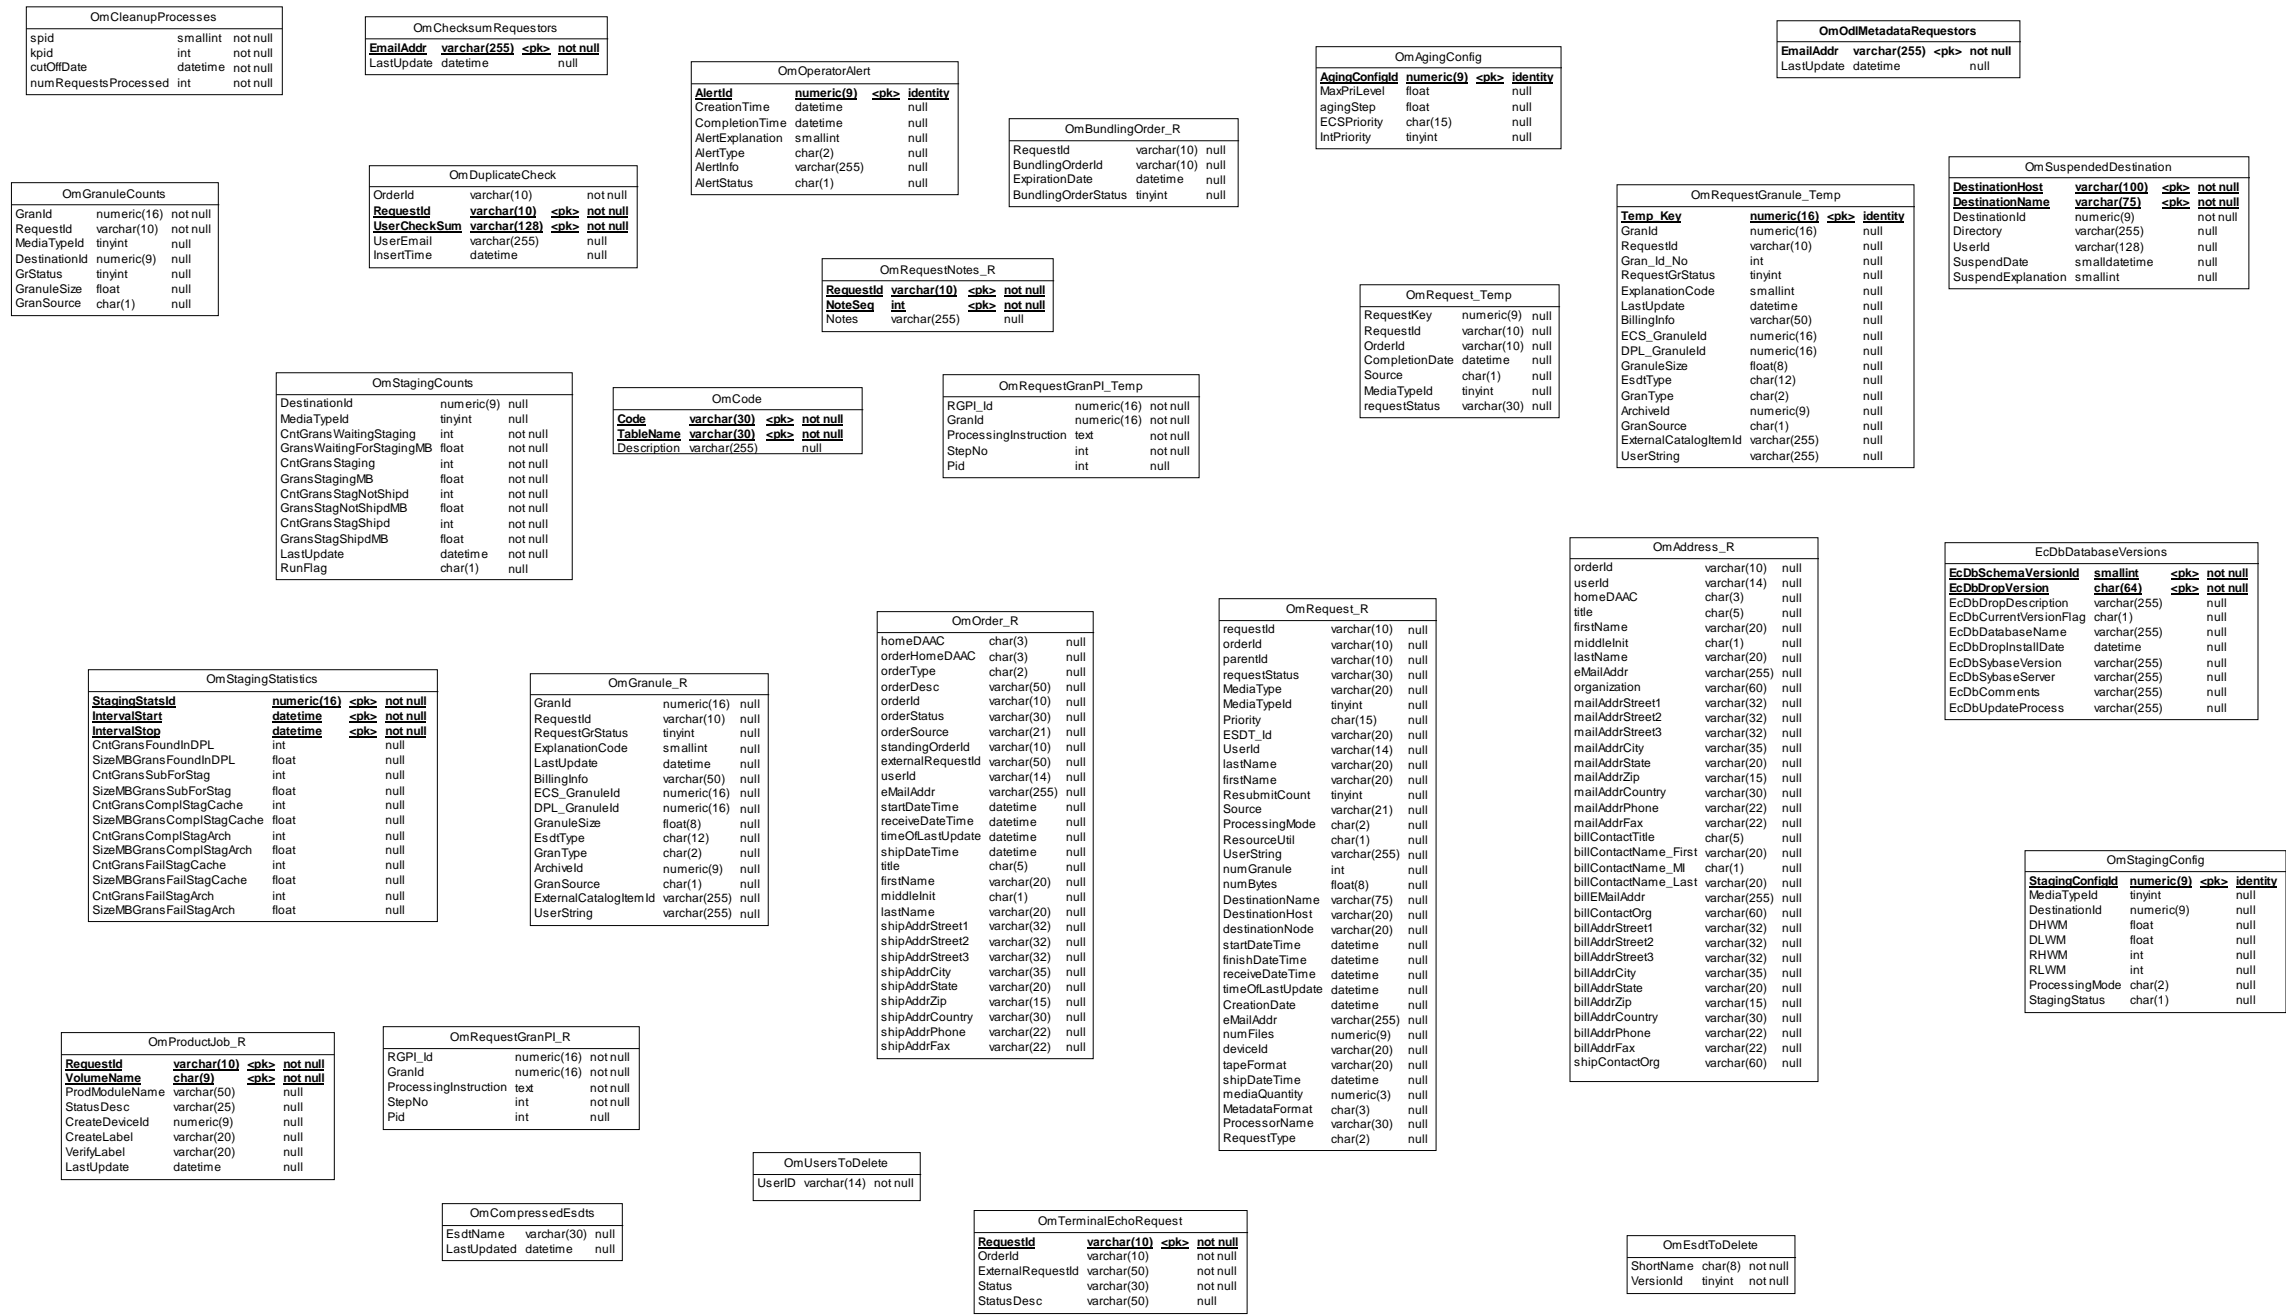 OmCleanupProcesses
spid smallint not null
kpid int not null
cutOffDate datetime not null
numRequestsProcessed int not null
OmChecksumRequestors
EmailAddr varchar(255) <pk> not null
LastUpdate datetime null
OmOperatorAlert
AlertId numeric(9) <pk> identity
CreationTime datetime null
CompletionTime datetime null
AlertExplanation smallint null
AlertType char(2) null
AlertInfo varchar(255) null
AlertStatus char(1) null
OmAgingConfig
AgingConfigId numeric(9) <pk> identity
MaxPriLevel float null
agingStep float null
ECSPriority char(15) null
IntPriority tinyint null
OmOdlMetadataRequestors
EmailAddr varchar(255) <pk> not null
LastUpdate datetime null
OmBundlingOrder_R
RequestId varchar(10) null
BundlingOrderId varchar(10) null
ExpirationDate datetime null
BundlingOrderStatus tinyint null
OmGranuleCounts
GranId numeric(16) not null
RequestId varchar(10) not null
MediaTypeId tinyint null
DestinationId numeric(9) null
GrStatus tinyint null
GranuleSize float null
GranSource char(1) null
OmDuplicateCheck
OrderId varchar(10) not null
RequestId varchar(10) <pk> not null
UserCheckSum varchar(128) <pk> not null
UserEmail varchar(255) null
InsertTime datetime null
OmRequestNotes_R
RequestId varchar(10) <pk> not null
NoteSeq int <pk> not null
Notes varchar(255) null
OmRequest_Temp
RequestKey numeric(9) null
RequestId varchar(10) null
OrderId varchar(10) null
CompletionDate datetime null
Source char(1) null
MediaTypeId tinyint null
requestStatus varchar(30) null
OmRequestGranule_Temp
Temp_Key numeric(16) <pk> identity
GranId numeric(16) null
RequestId varchar(10) null
Gran_Id_No int null
RequestGrStatus tinyint null
ExplanationCode smallint null
LastUpdate datetime null
BillingInfo varchar(50) null
ECS_GranuleId numeric(16) null
DPL_GranuleId numeric(16) null
GranuleSize float(8) null
EsdtType char(12) null
GranType char(2) null
ArchiveId numeric(9) null
GranSource char(1) null
ExternalCatalogItemId varchar(255) null
UserString varchar(255) null
OmSuspendedDestination
DestinationHost varchar(100) <pk> not null
DestinationName varchar(75) <pk> not null
DestinationId numeric(9) not null
Directory varchar(255) null
UserId varchar(128) null
SuspendDate smalldatetime null
SuspendExplanation smallint null
OmStagingCounts
DestinationId numeric(9) null
MediaTypeId tinyint null
CntGransWaitingStaging int not null
GransWaitingForStagingMB float not null
CntGransStaging int not null
GransStagingMB float not null
CntGransStagNotShipd int not null
GransStagNotShipdMB float not null
CntGransStagShipd int not null
GransStagShipdMB float not null
LastUpdate datetime not null
RunFlag char(1) null
OmCode
Code varchar(30) <pk> not null
TableName varchar(30) <pk> not null
Description varchar(255) null
OmRequestGranPI_Temp
RGPI_Id numeric(16) not null
GranId numeric(16) not null
ProcessingInstruction text not null
StepNo int not null
Pid int null
OmStagingStatistics
StagingStatsId numeric(16) <pk> not null
IntervalStart datetime <pk> not null
IntervalStop datetime <pk> not null
CntGransFoundInDPL int null
SizeMBGransFoundInDPL float null
CntGransSubForStag int null
SizeMBGransSubForStag float null
CntGransComplStagCache int null
SizeMBGransComplStagCache float null
CntGransComplStagArch int null
SizeMBGransComplStagArch float null
CntGransFailStagCache int null
SizeMBGransFailStagCache float null
CntGransFailStagArch int null
SizeMBGransFailStagArch float null
OmGranule_R
GranId numeric(16) null
RequestId varchar(10) null
RequestGrStatus tinyint null
ExplanationCode smallint null
LastUpdate datetime null
BillingInfo varchar(50) null
ECS_GranuleId numeric(16) null
DPL_GranuleId numeric(16) null
GranuleSize float(8) null
EsdtType char(12) null
GranType char(2) null
ArchiveId numeric(9) null
GranSource char(1) null
ExternalCatalogItemId varchar(255) null
UserString varchar(255) null
OmOrder_R
homeDAAC char(3) null
orderHomeDAAC char(3) null
orderType char(2) null
orderDesc varchar(50) null
orderId varchar(10) null
orderStatus varchar(30) null
orderSource varchar(21) null
standingOrderId varchar(10) null
externalRequestId varchar(50) null
userId varchar(14) null
eMailAddr varchar(255) null
startDateTime datetime null
receiveDateTime datetime null
timeOfLastUpdate datetime null
shipDateTime datetime null
title char(5) null
firstName varchar(20) null
middleInit char(1) null
lastName varchar(20) null
shipAddrStreet1 varchar(32) null
shipAddrStreet2 varchar(32) null
shipAddrStreet3 varchar(32) null
shipAddrCity varchar(35) null
shipAddrState varchar(20) null
shipAddrZip varchar(15) null
shipAddrCountry varchar(30) null
shipAddrPhone varchar(22) null
shipAddrFax varchar(22) null
OmRequest_R
requestId varchar(10) null
orderId varchar(10) null
parentId varchar(10) null
requestStatus varchar(30) null
MediaType varchar(20) null
MediaTypeId tinyint null
Priority char(15) null
ESDT_Id varchar(20) null
UserId varchar(14) null
lastName varchar(20) null
firstName varchar(20) null
ResubmitCount tinyint null
Source varchar(21) null
ProcessingMode char(2) null
ResourceUtil char(1) null
UserString varchar(255) null
numGranule int null
numBytes float(8) null
DestinationName varchar(75) null
DestinationHost varchar(20) null
destinationNode varchar(20) null
startDateTime datetime null
finishDateTime datetime null
receiveDateTime datetime null
timeOfLastUpdate datetime null
CreationDate datetime null
eMailAddr varchar(255) null
numFiles numeric(9) null
deviceId varchar(20) null
tapeFormat varchar(20) null
shipDateTime datetime null
mediaQuantity numeric(3) null
MetadataFormat char(3) null
ProcessorName varchar(30) null
RequestType char(2) null
OmAddress_R
orderId varchar(10) null
userId varchar(14) null
homeDAAC char(3) null
title char(5) null
firstName varchar(20) null
middleInit char(1) null
lastName varchar(20) null
eMailAddr varchar(255) null
organization varchar(60) null
mailAddrStreet1 varchar(32) null
mailAddrStreet2 varchar(32) null
mailAddrStreet3 varchar(32) null
mailAddrCity varchar(35) null
mailAddrState varchar(20) null
mailAddrZip varchar(15) null
mailAddrCountry varchar(30) null
mailAddrPhone varchar(22) null
mailAddrFax varchar(22) null
billContactTitle char(5) null
billContactName_First varchar(20) null
billContactName_MI char(1) null
billContactName_Last varchar(20) null
billEMailAddr varchar(255) null
billContactOrg varchar(60) null
billAddrStreet1 varchar(32) null
billAddrStreet2 varchar(32) null
billAddrStreet3 varchar(32) null
billAddrCity varchar(35) null
billAddrState varchar(20) null
billAddrZip varchar(15) null
billAddrCountry varchar(30) null
billAddrPhone varchar(22) null
billAddrFax varchar(22) null
shipContactOrg varchar(60) null
EcDbDatabaseVersions
EcDbSchemaVersionId smallint <pk> not null
EcDbDropVersion char(64) <pk> not null
EcDbDropDescription varchar(255) null
EcDbCurrentVersionFlag char(1) null
EcDbDatabaseName varchar(255) null
EcDbDropInstallDate datetime null
EcDbSybaseVersion varchar(255) null
EcDbSybaseServer varchar(255) null
EcDbComments varchar(255) null
EcDbUpdateProcess varchar(255) null
OmStagingConfig
StagingConfigId numeric(9) <pk> identity
MediaTypeId tinyint null
DestinationId numeric(9) null
DHWM float null
DLWM float null
RHWM int null
RLWM int null
ProcessingMode char(2) null
StagingStatus char(1) null
OmProductJob_R
RequestId varchar(10) <pk> not null
VolumeName char(9) <pk> not null
ProdModuleName varchar(50) null
StatusDesc varchar(25) null
CreateDeviceId numeric(9) null
CreateLabel varchar(20) null
VerifyLabel varchar(20) null
LastUpdate datetime null
OmRequestGranPI_R
RGPI_Id numeric(16) not null
GranId numeric(16) not null
ProcessingInstruction text not null
StepNo int not null
Pid int null
OmUsersToDelete
UserID varchar(14) not null
OmCompressedEsdts
EsdtName varchar(30) null
LastUpdated datetime null
OmTerminalEchoRequest
RequestId varchar(10) <pk> not null
OrderId varchar(10) not null
ExternalRequestId varchar(50) not null
Status varchar(30) not null
StatusDesc varchar(50) null
OmEsdtToDelete
ShortName char(8) not null
VersionId tinyint not null